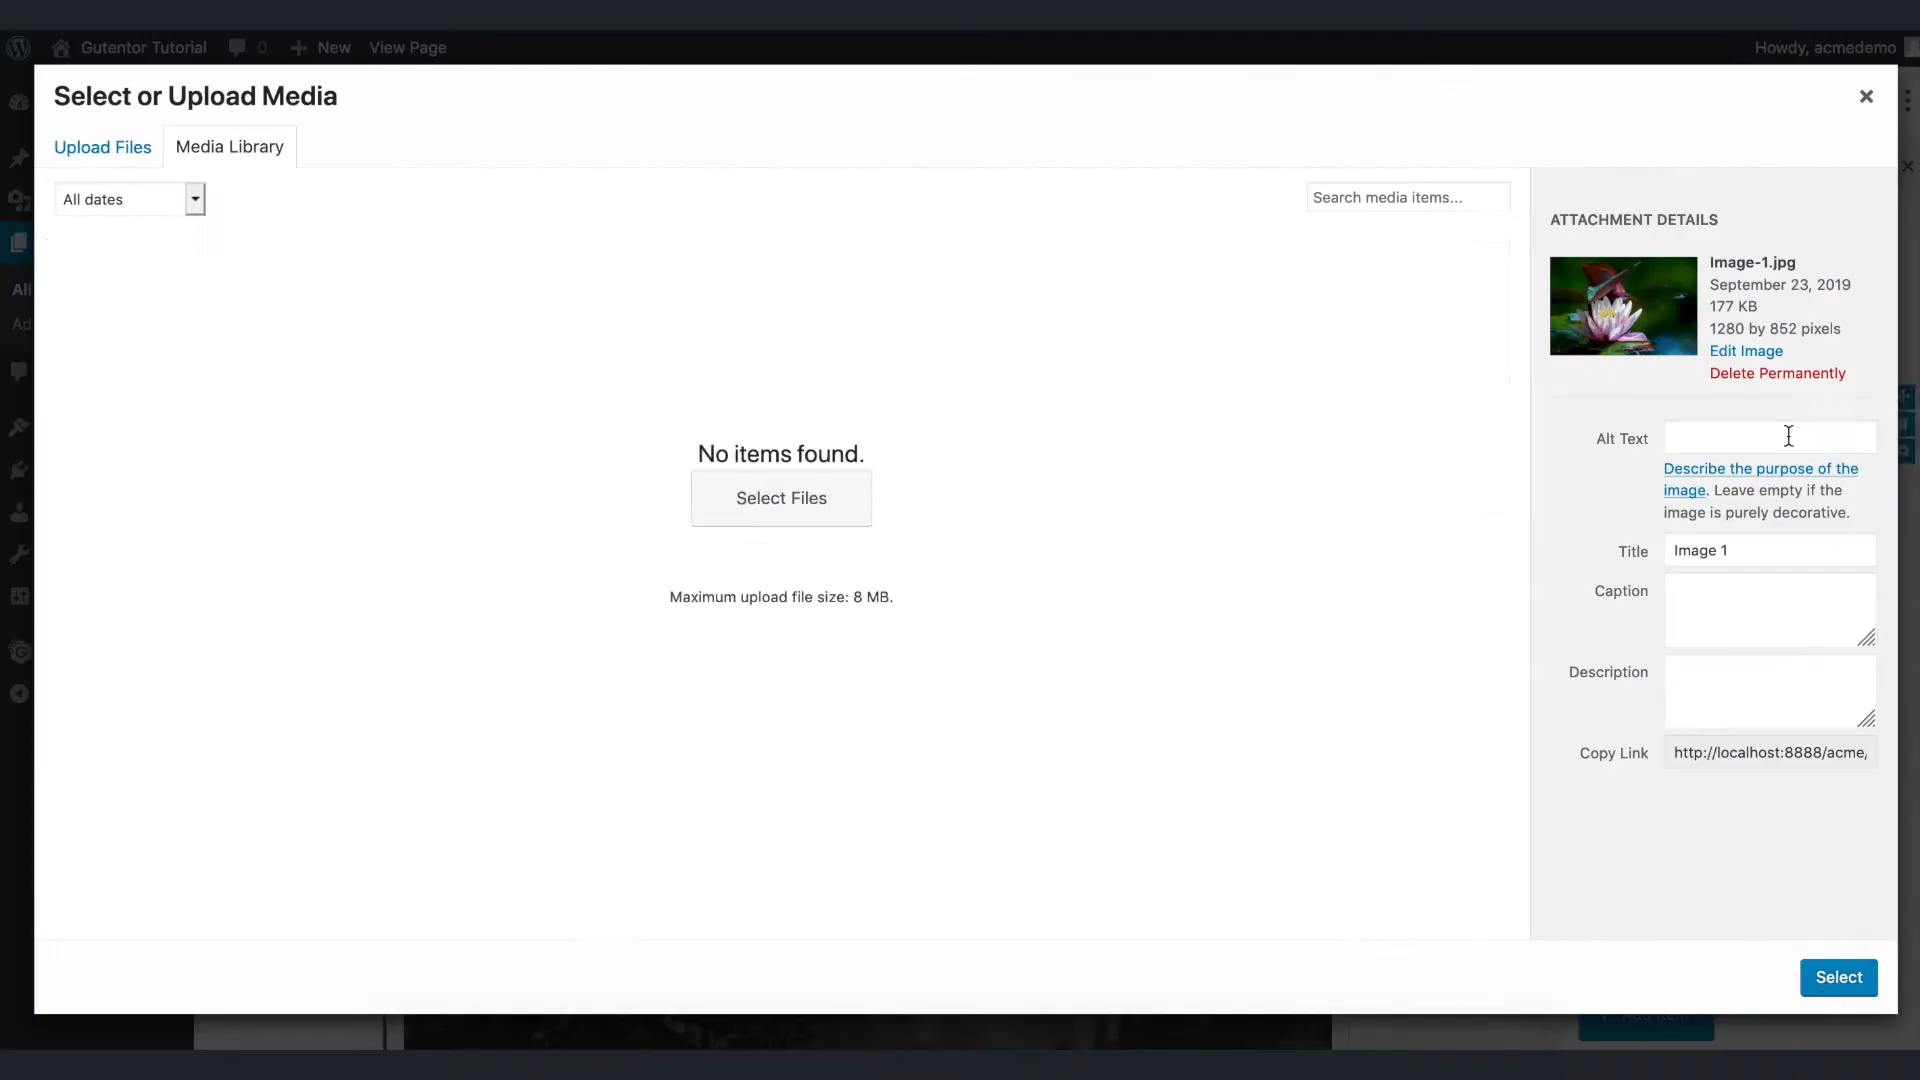 Gutentor Tutorial 0 New View Page Howdy, acmedemo
Select or Upload Media
Upload Files Media Library
All dates
Search media items...
No items found.
Select Files
Maximum upload file size: 8 MB.
ATTACHMENT DETAILS
Image-1.jpg
September 23, 2019
177 KB
1280 by 852 pixels
Edit Image
Delete Permanently
Alt Text
Describe the purpose of the
image. Leave empty if the
image is purely decorative.
Title Image 1
Caption
Description
Copy Link http://localhost:8888/acme/
Select
All
Ad